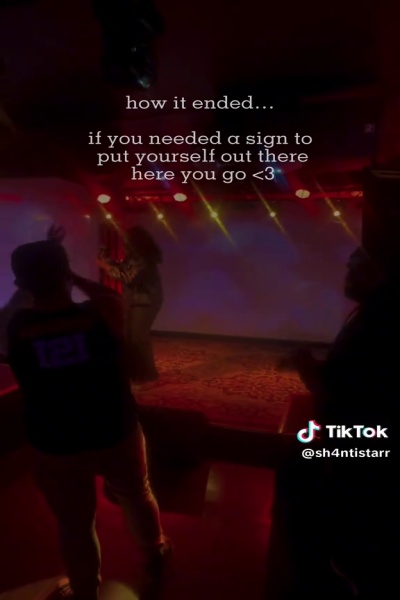 how it ended...
if you needed a sign to
put yourself out there
here you go <3
TikTok
@sh4ntistarr